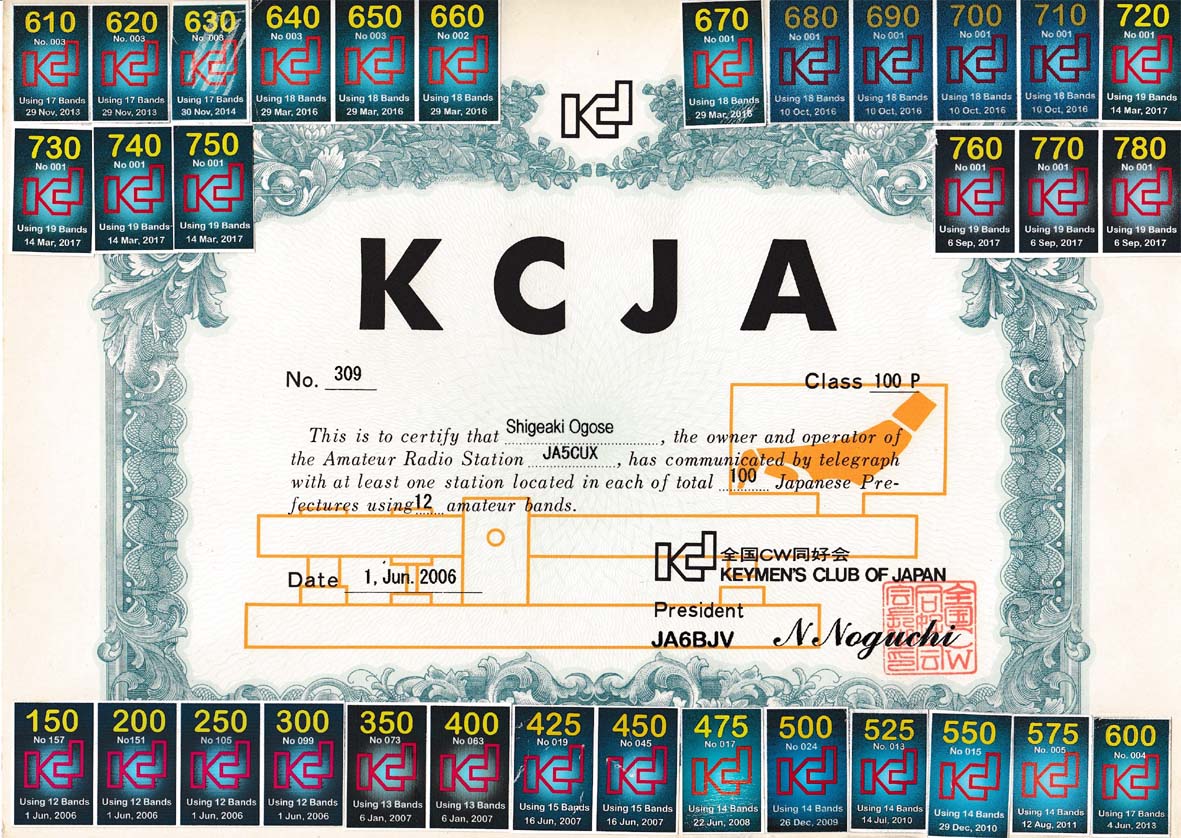 610
No. 003
Using 17 Bands
29 Nov, 2013
620
No. 003
Using 17 Bands
29 Nov, 2013
630
No. 003
Using 17 Bands
30 Nov, 2014
640
No 003
Using 18 Bands
29 Mar, 2016
650
No 003
Using 18 Bands
29 Mar, 2016
660
No 002
Using 18 Bands
29 Mar, 2016
670
No 001
Using 18 Bands
29 Mar, 2016
680
No 001
Using 18 Bands
10 Oct, 2016
690
No 001
Using 18 Bands
10 Oct, 2016
700
No 001
Using 18 Bands
10 Oct, 2016
710
No 001
Using 18 Bands
10 Oct, 2016
720
No 001
Using 19 Bands
14 Mar, 2017
730
No 001
Using 19 Bands
14 Mar, 2017
740
No 001
Using 19 Bands
14 Mar, 2017
750
No 001
Using 19 Bands
14 Mar, 2017
760
No 001
Using 19 Bands
6 Sep, 2017
770
No 001
Using 19 Bands
6 Sep, 2017
780
No 001
Using 19 Bands
6 Sep, 2017
KCJA
No. 309
Class 100 P
This is to certify that Shigeaki Ogose, the owner and operator of
the Amateur Radio Station JA5CUX, has communicated by telegraph
with at least one station located in each of total 100 Japanese Pre-
fectures using 12 amateur bands.
全国CW同好会
KEYMEN'S CLUB OF JAPAN
Date 1, Jun. 2006
President
JA6BJV N Noguchi
150
No 157
Using 12 Bands
1 Jun, 2006
200
No151
Using 12 Bands
1 Jun, 2006
250
No 105
Using 12 Bands
1 Jun, 2006
300
No 099
Using 12 Bands
1 Jun, 2006
350
No 073
Using 13 Bands
6 Jan, 2007
400
No 063
Using 13 Bands
6 Jan, 2007
425
No 019
Using 15 Bands
16 Jun, 2007
450
No 045
Using 15 Bands
16 Jun, 2007
475
No 017
Using 14 Bands
22 Jun, 2008
500
No 024
Using 14 Bands
26 Dec, 2009
525
No. 013
Using 14 Bands
14 Jul, 2010
550
No 015
Using 14 Bands
29 Dec, 2010
575
No. 005
Using 14 Bands
12 Aug, 2011
600
No. 004
Using 17 Bands
4 Jun, 2013